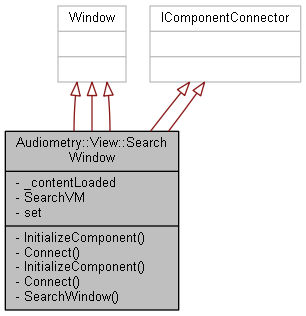 Window
IComponentConnector
Audiometry::View::Search
Window
- _contentLoaded
- SearchVM
- set
- InitializeComponent()
- Connect()
- InitializeComponent()
- Connect()
- SearchWindow()